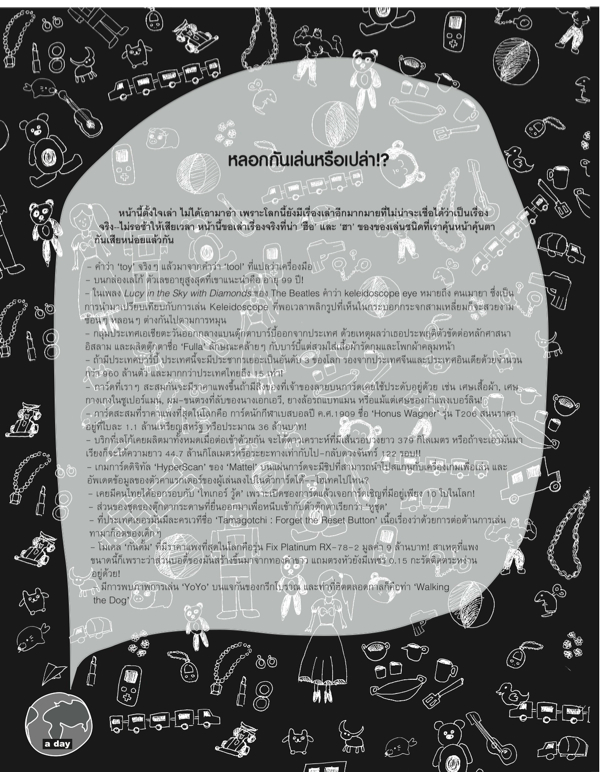 หลอกกันเล่นหรือเปล่า!?
หน้านี้ตั้งใจเล่า ไม่ได้เอามาอำ เพราะโลกนี้ยังมีเรื่องเล่าอีกมากมายที่ไม่น่าจะเชื่อได้ว่าเป็นเรื่อง
จริง-ไม่รอช้าให้เสียเวลา หน้านี้ขอเล่าเรื่องจริงที่น่า 'ฮือ' และ 'ฮา' ของของเล่นชนิดที่เราคุ้นหน้าคุ้นตา
กันเสียหน่อยแล้วกัน
– คำว่า 'toy' จริงๆ แล้วมาจากคำว่า 'tool' ที่แปลว่าเครื่องมือ
– บนกล่องเลโก้ ตัวเลขอายุสูงสุดที่เขาแนะนำคือ อายุ 99 ปี!
– ในเพลง Lucy in the Sky with Diamonds ของ The Beatles คำว่า kaleidoscope eye หมายถึง คนเมายา ซึ่งเป็น
การนำมาเปรียบเทียบกับการเล่น Keleidoscope ที่พอเวลาพลิกรูปที่เห็นในกระบอกกระจกสามเหลี่ยมก็จะสวยงาม
ซ้อนๆ หลอนๆ ต่างกันไปตามการหมุน
– กลุ่มประเทศเอเชียตะวันออกกลางแบนตุ๊กตาบาร์บี้ออกจากประเทศ ด้วยเหตุผลว่าเธอประพฤติตัวขัดต่อหลักศาสนา
อิสลาม และผลิตตุ๊กตาชื่อ 'Fulla' ลักษณะคล้ายๆ กับบาร์บี้แต่สวมใส่เสื้อผ้ารัดกุมและโพกผ้าคลุมหน้า
– ถ้ามีประเทศบาร์บี้ ประเทศนี้จะมีประชากรเยอะเป็นอันดับ 3 ของโลก รองจากประเทศจีนและประเทศอินเดียด้วยจำนวน
กว่า 900 ล้านตัว และมากกว่าประเทศไทยถึง 15 เท่า!
– การ์ดที่เราๆ สะสมกันจะมีราคาแพงขึ้นถ้ามีสิ่งของที่เจ้าของลายบนการ์ดเคยใช้ประดับอยู่ด้วย เช่น เศษเสื้อผ้า, เศษ
กางเกงในซูเปอร์แมน, ผม-ขนตรงที่ลับของนางเอกเอวี, ยางล้อรถแบทแมน หรือแม้แต่เศษของกำแพงเบอร์ลิน!
– การ์ดสะสมที่ราคาแพงที่สุดในโลกคือ การ์ดนักกีฬาเบสบอลปี ค.ศ.1909 ชื่อ 'Honus Wagner' รุ่น T206 สนนราคา
อยู่ที่ใบละ 1.1 ล้านเหรียญสหรัฐ หรือประมาณ 36 ล้านบาท!
– บริกที่เลโก้เคยผลิตมาทั้งหมดเมื่อต่อเข้าด้วยกัน จะได้ดาวเคราะห์ที่มีเส้นรอบวงยาว 379 กิโลเมตร หรือถ้าจะเอามันมา
เรียงก็จะได้ความยาว 44.7 ล้านกิโลเมตรหรือระยะทางเท่ากับไป-กลับดวงจันทร์ 122 รอบ!!
– เกมการ์ดดิจิทัล 'HyperScan' ของ 'Mattel' บนแผ่นการ์ดจะมีชิปที่สามารถนำไปสแกนกับเครื่องเกมเพื่อเล่น และ
อัพเดตข้อมูลของตัวคาแรกเตอร์ของผู้เล่นลงไปในตัวการ์ดได้-ไฮเทคไปไหน?
– เคยมีคนไทยได้ออกรอบกับ 'ไทเกอร์ วู้ด' เพราะเปิดซองการ์ดแล้วเจอการ์ดเชิญที่มีอยู่เพียง 10 ใบในโลก!
– ส่วนของชุดของตุ๊กตากระดาษที่ยื่นออกมาเพื่อหนีบเข้ากับตัวตุ๊กตาเรียกว่า 'หูชุด'
– ที่ประเทศเยอรมันมีละครเวทีชื่อ 'Tamagotchi : Forget the Reset Button' เนื้อเรื่องว่าด้วยการต่อต้านการเล่น
ทามาก็อตของเด็กๆ
– โมเดล 'กันดั้ม' ที่มีราคาแพงที่สุดในโลกคือรุ่น Fix Platinum RX-78-2 มูลค่า 9 ล้านบาท! สาเหตุที่แพง
ขนาดนี้ก็เพราะว่าส่วนบอดี้ของมันสร้างขึ้นมาจากทองคำขาว แถมตรงหัวยังมีเพชร 0.15 กะรัตติดตระหง่าน
อยู่ด้วย!
– มีการพบภาพการเล่น 'YoYo' บนแจกันของกรีกโบราณ และท่าที่ฮิตตลอดกาลก็คือท่า 'Walking
the Dog'
a day